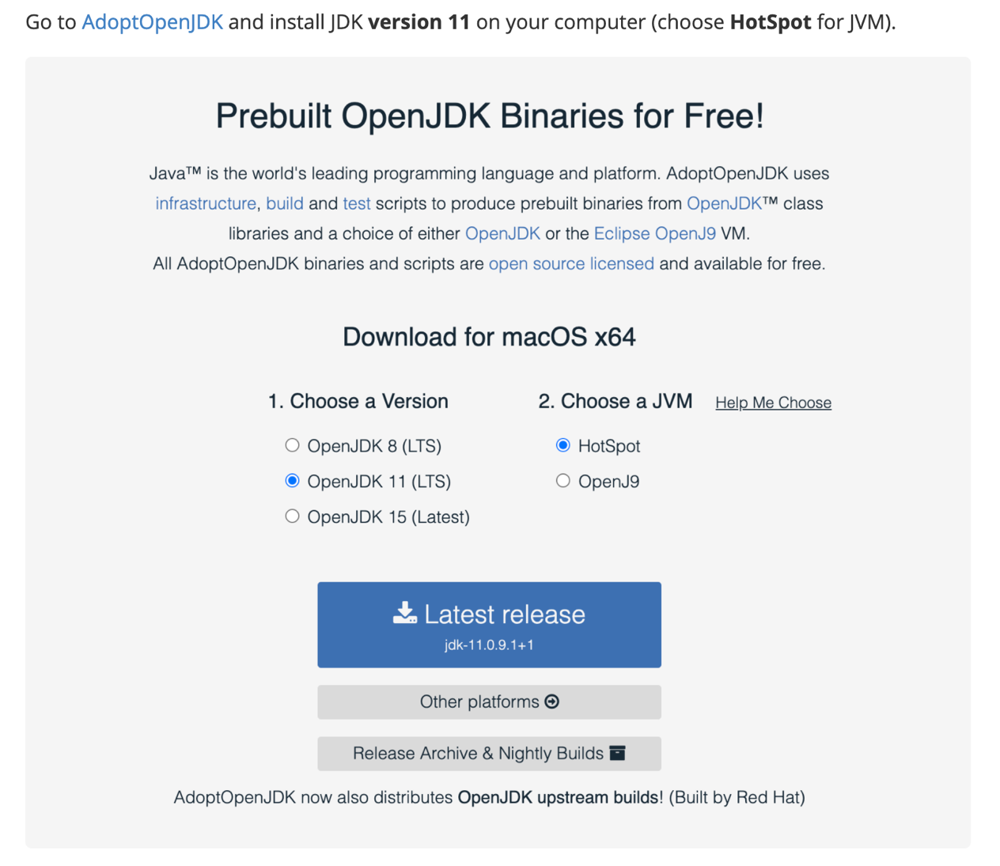 Go to AdoptOpenJDK and install JDK version 11 on your computer (choose HotSpot for JVM).
Prebuilt OpenJDK Binaries for Free!
Java™ is the world's leading programming language and platform. AdoptOpenJDK uses
infrastructure, build and test scripts to produce prebuilt binaries from OpenJDK™ class
libraries and a choice of either OpenJDK or the Eclipse OpenJ9 VM.
All AdoptOpenJDK binaries and scripts are open source licensed and available for free.
Download for macOS x64
1. Choose a Version
2. Choose a JVM
Help Me Choose
OpenJDK 8 (LTS)
HotSpot
OpenJDK 11 (LTS)
OpenJ9
OpenJDK 15 (Latest)
Latest release
jdk-11.0.9.1+1
Other platforms
Release Archive & Nightly Builds
AdoptOpenJDK now also distributes OpenJDK upstream builds! (Built by Red Hat)